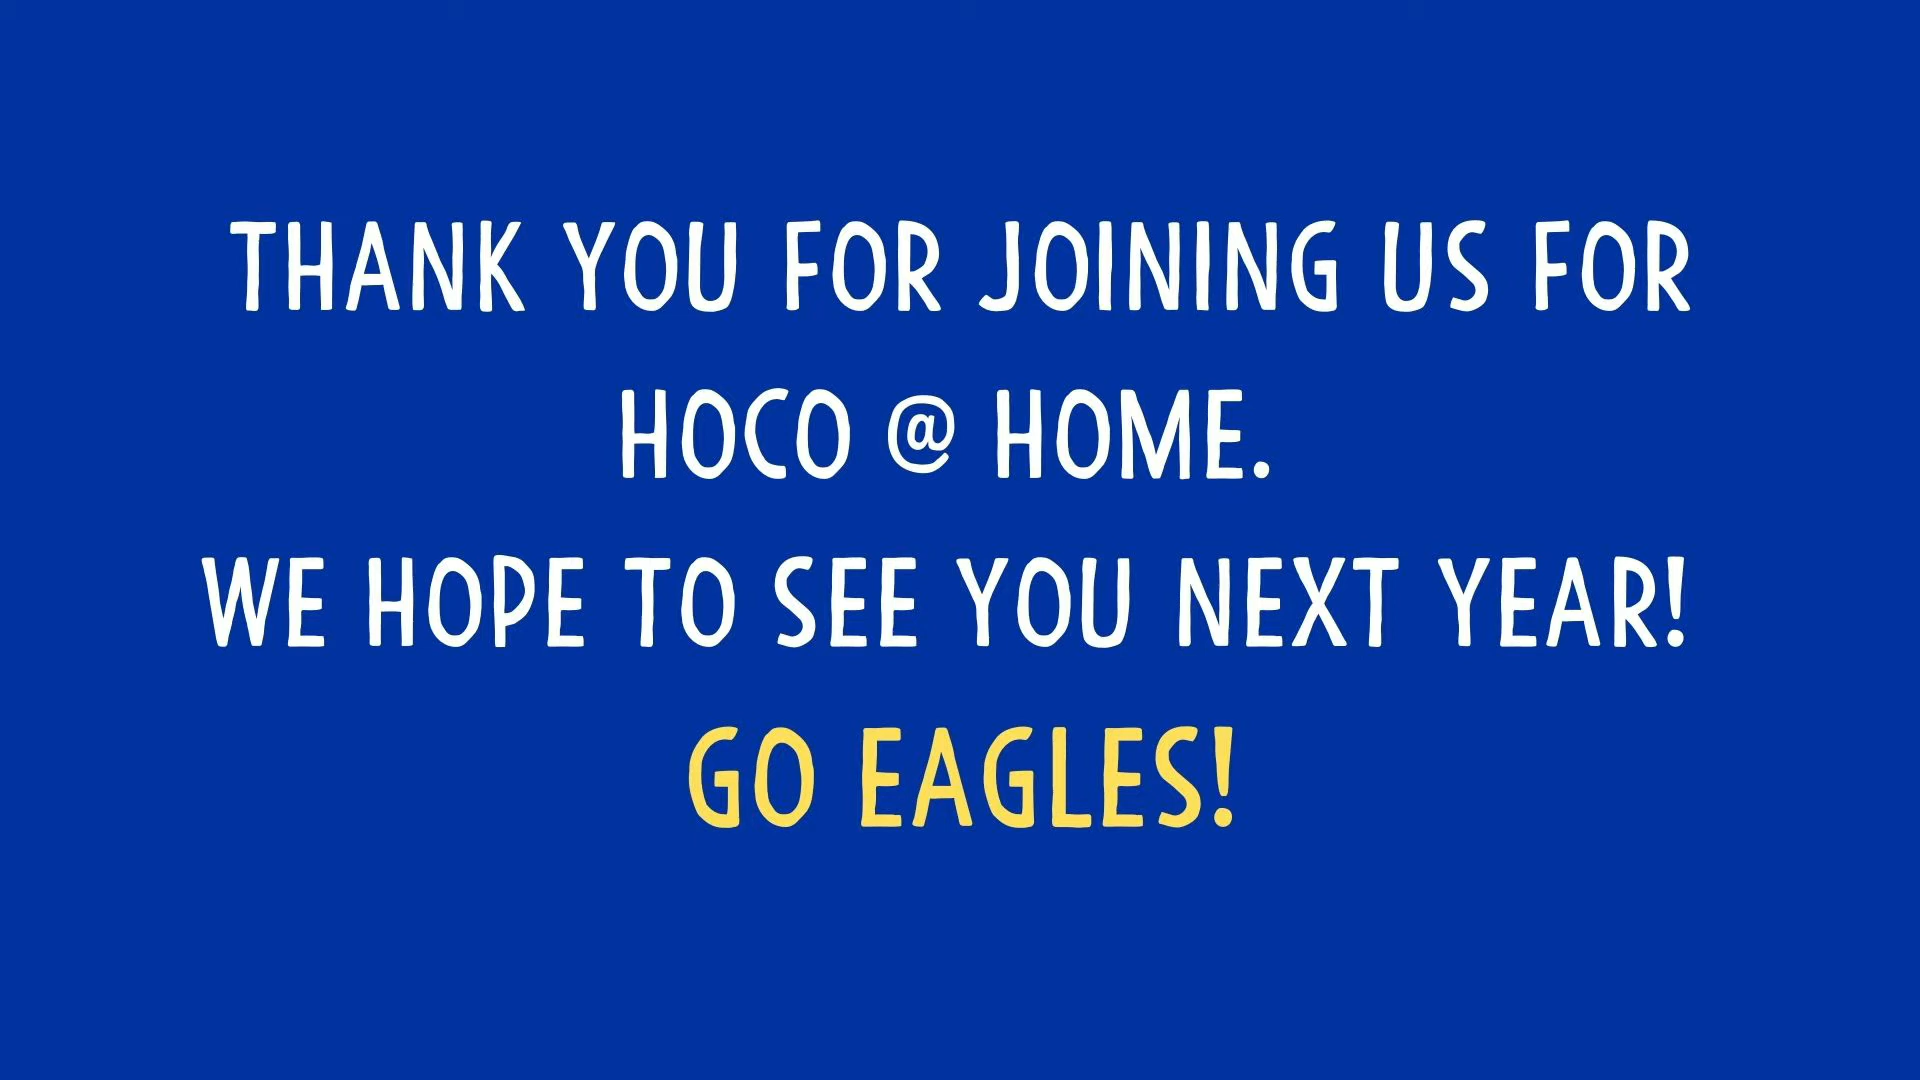 THANK YOU FOR JOINING US FOR
HOCO @ HOME.
WE HOPE TO SEE YOU NEXT YEAR!
GO EAGLES!